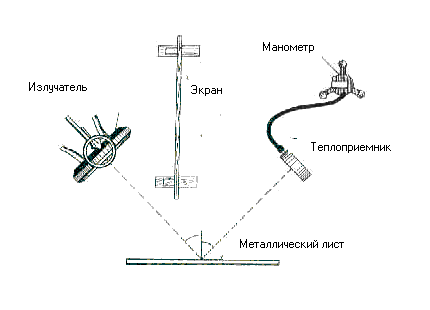 Манометр
Излучатель
Экран
Теплоприемник
Металлический лист